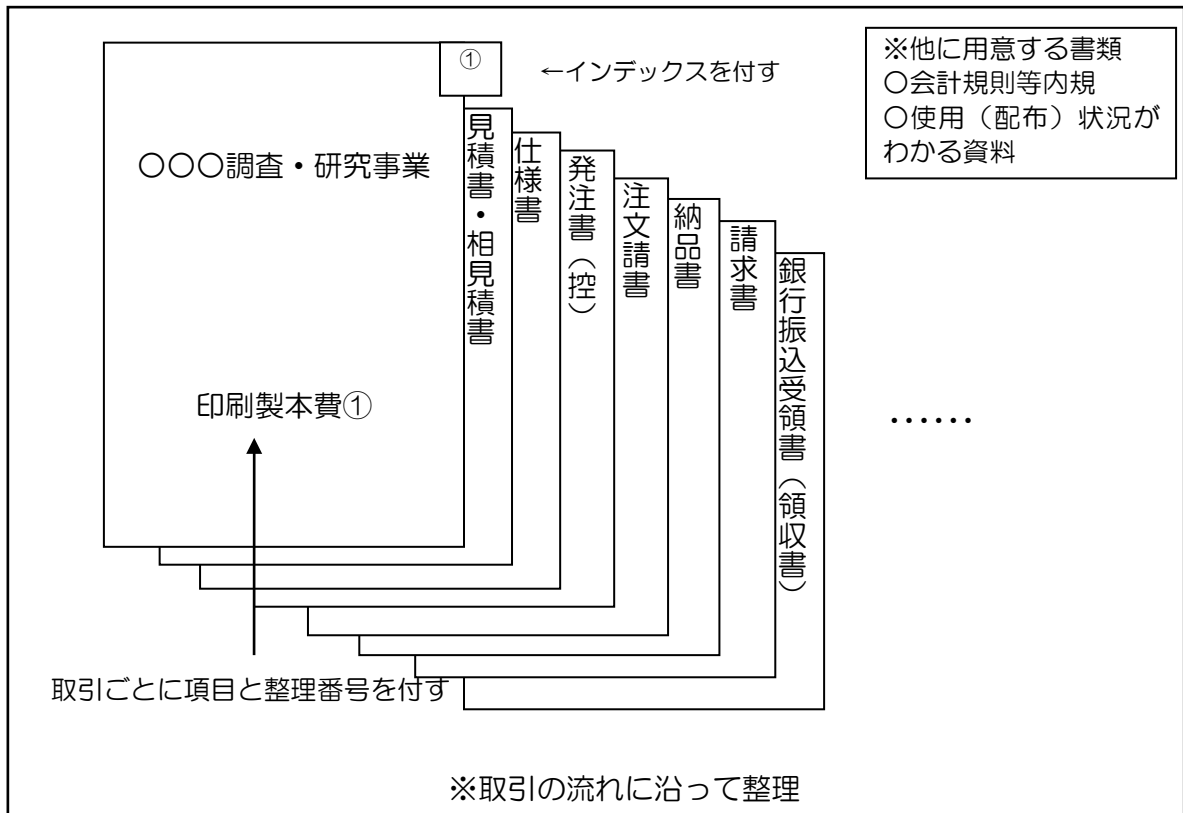 ①
←インデックスを付す
※他に用意する書類
○会計規則等内規
○使用（配布）状況が
わかる資料
○○○調査・研究事業
見積書・相見積書
仕様書
発注書（控）
注文請書
納品書
請求書
銀行振込受領書（領収書）
印刷製本費①
‥‥‥
取引ごとに項目と整理番号を付す
※取引の流れに沿って整理